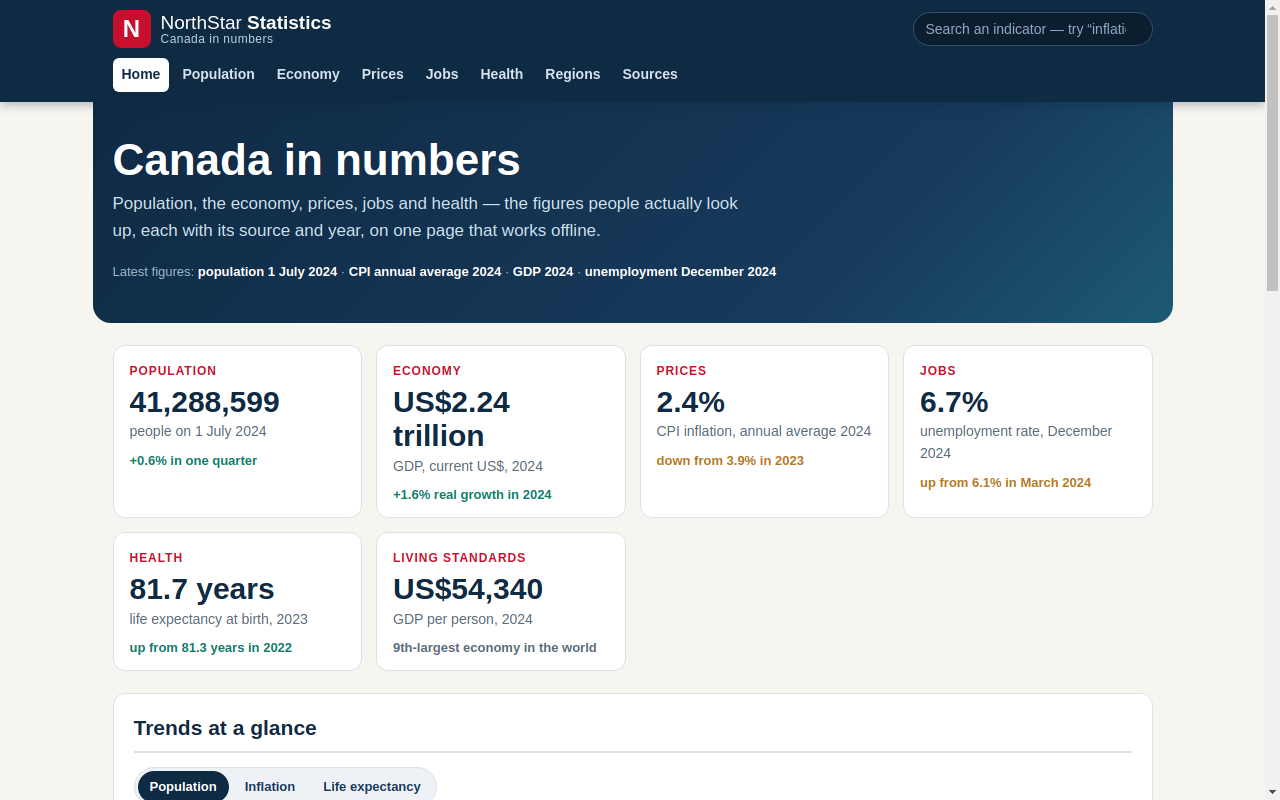 N
NorthStar Statistics
Canada in numbers
Search an indicator — try “inflati
Home Population Economy Prices Jobs Health Regions Sources
Canada in numbers
Population, the economy, prices, jobs and health — the figures people actually look
up, each with its source and year, on one page that works offline.
Latest figures: population 1 July 2024 · CPI annual average 2024 · GDP 2024 · unemployment December 2024
POPULATION
41,288,599
people on 1 July 2024
+0.6% in one quarter
ECONOMY
US$2.24
trillion
GDP, current US$, 2024
+1.6% real growth in 2024
PRICES
2.4%
CPI inflation, annual average 2024
down from 3.9% in 2023
JOBS
6.7%
unemployment rate, December
2024
up from 6.1% in March 2024
HEALTH
81.7 years
life expectancy at birth, 2023
up from 81.3 years in 2022
LIVING STANDARDS
US$54,340
GDP per person, 2024
9th-largest economy in the world
Trends at a glance
Population Inflation Life expectancy